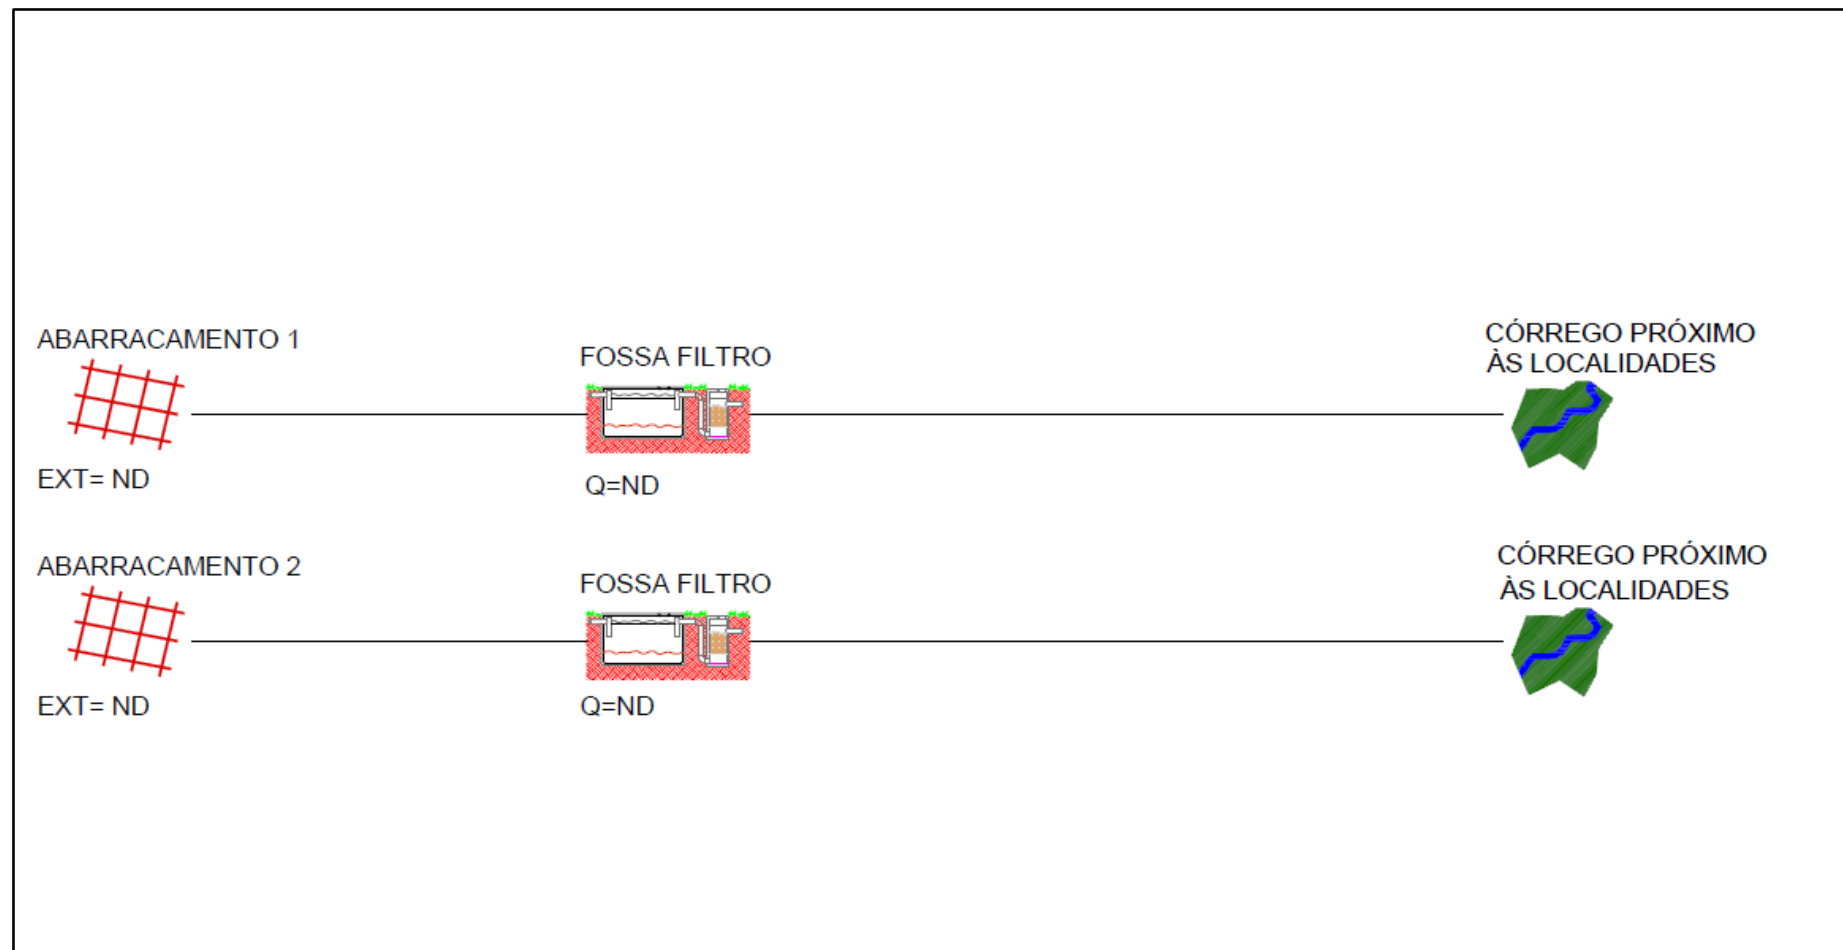 ABARRACAMENTO 1
FOSSA FILTRO
CÓRREGO PRÓXIMO
ÀS LOCALIDADES
EXT= ND
Q=ND
ABARRACAMENTO 2
FOSSA FILTRO
CÓRREGO PRÓXIMO
ÀS LOCALIDADES
EXT= ND
Q=ND